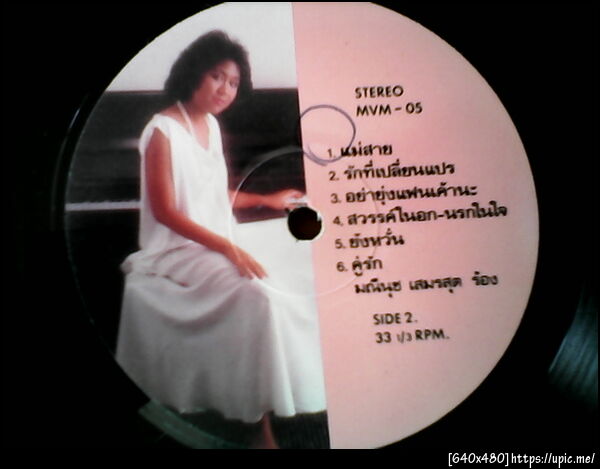 STEREO
MVM-05
1. แม่สาย
2. รักที่เปลี่ยนแปร
3. อย่ายุ่งแฟนเค้านะ
4. สวรรค์ในอก-นรกในใจ
5. ยังหวั่น
6. คู่รัก
มณีนุช เสมรสุต ร้อง
SIDE 2.
33 1/3 RPM.
[640x480]https://upic.me/